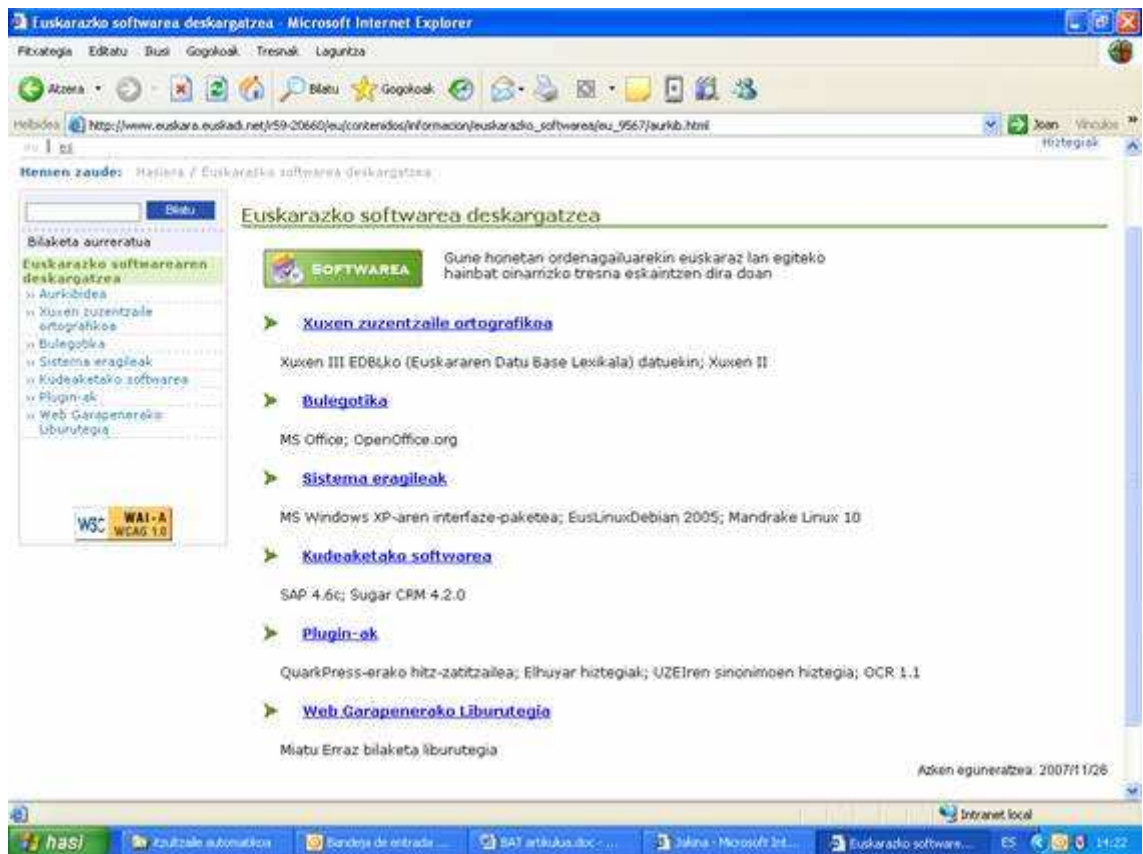 Euskarazko softwarea deskargatzea - Microsoft Internet Explorer
Fitxategia Editatu Ikusi Gogokoak Tresnak Laguntza
Atzera Bilatu Gogokoak
Helbidea http://www.euskara.euskadi.net/r59-20660/eu/contenidos/informacion/euskarazko_softwarea/eu_9567/aurkib.html Joan Vínculos
eu | es Hiztegiak
Hemen zaude: Hasiera / Euskarazko softwarea deskargatzea
Bilatu
Bilaketa aurreratua
Euskarazko softwarearen
deskargatzea
Aurkibidea
Xuxen zuzentzaile
ortografikoa
Bulegotika
Sistema eragileak
Kudeaketako softwarea
Plugin-ak
Web Garapenerako
Liburutegia
W3C WAI-A
WCAG 1.0
Euskarazko softwarea deskargatzea
SOFTWAREA
Gune honetan ordenagailuarekin euskaraz lan egiteko
hainbat oinarrizko tresna eskaintzen dira doan
Xuxen zuzentzaile ortografikoa
Xuxen III EDBLko (Euskararen Datu Base Lexikala) datuekin; Xuxen II
Bulegotika
MS Office; OpenOffice.org
Sistema eragileak
MS Windows XP-aren interfaze-paketea; EusLinuxDebian 2005; Mandrake Linux 10
Kudeaketako softwarea
SAP 4.6c; Sugar CRM 4.2.0
Plugin-ak
QuarkPress-erako hitz-zatitzailea; Elhuyar hiztegiak; UZEIren sinonimoen hiztegia; OCR 1.1
Web Garapenerako Liburutegia
Miatu Erraz bilaketa liburutegia
Azken eguneratzea: 2007/11/26
Intranet local
hasi Itzultzaile automatikoa Bandeja de entrada ... BAT artikulua.doc - ... Jakina - Microsoft Int... Euskarazko software... ES 14:22